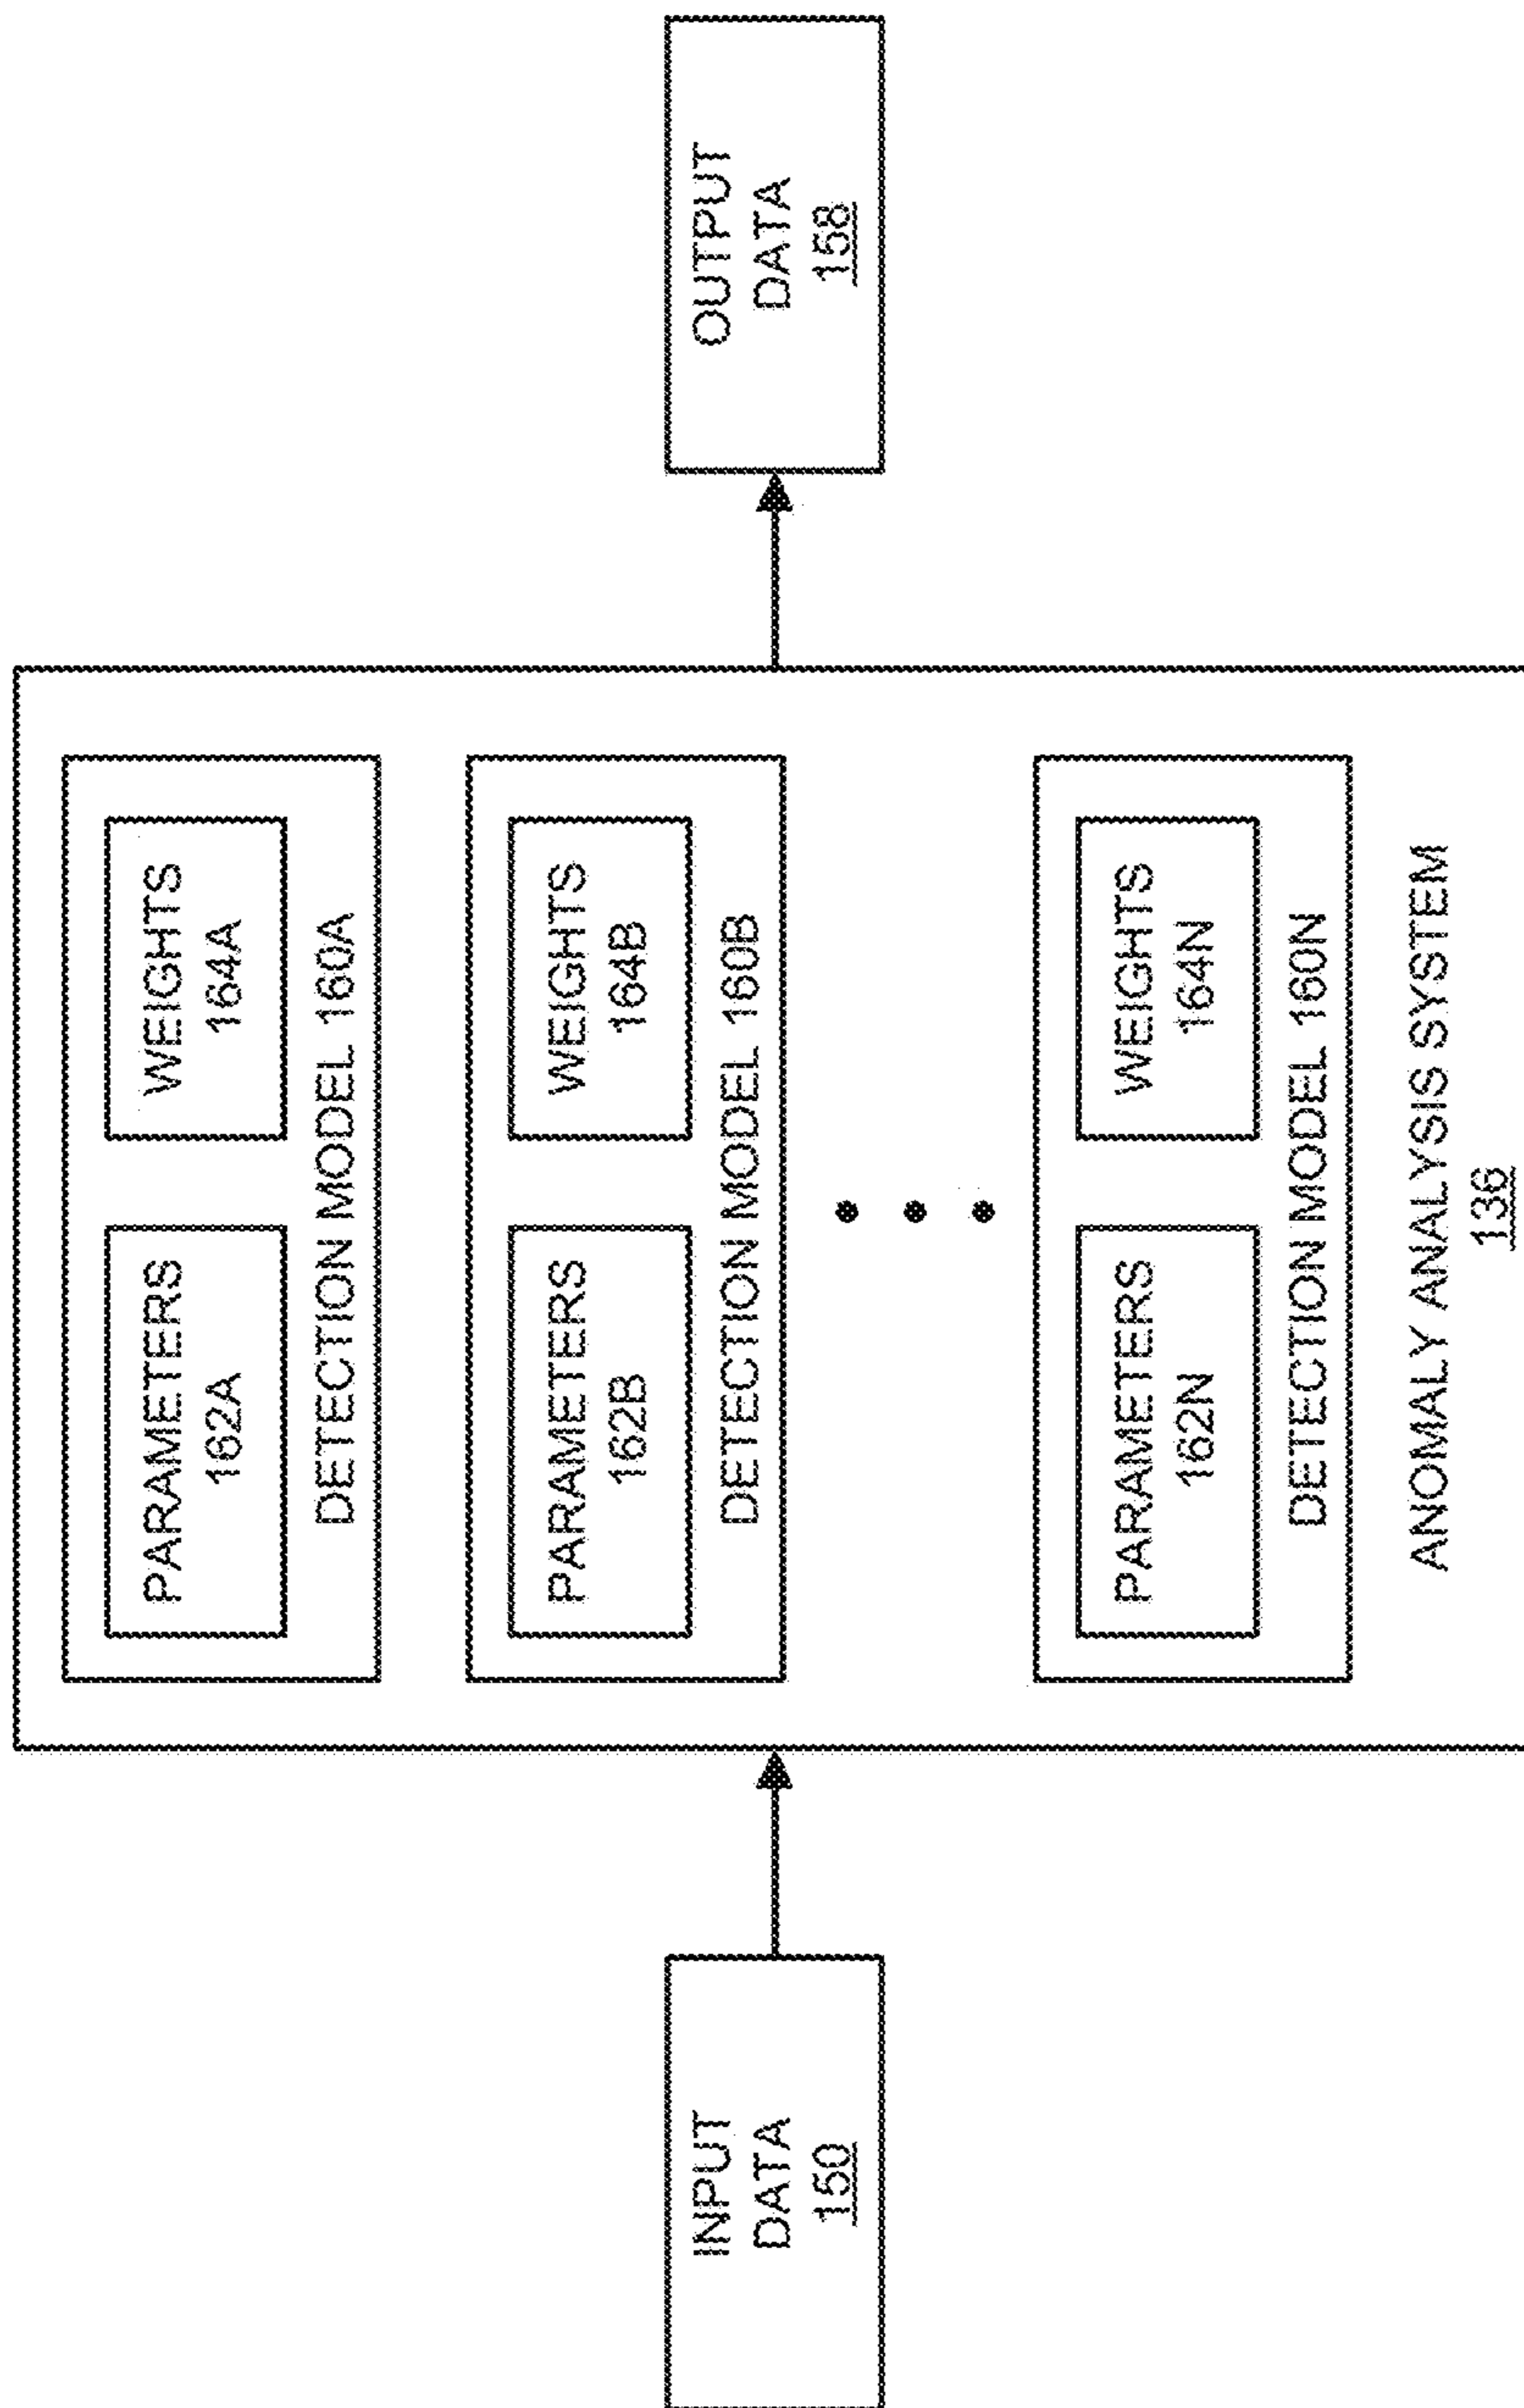 INPUT
DATA
150
PARAMETERS
162A
WEIGHTS
164A
DETECTION MODEL 160A
PARAMETERS
162B
WEIGHTS
164B
DETECTION MODEL 160B
PARAMETERS
162N
WEIGHTS
164N
DETECTION MODEL 160N
ANOMALY ANALYSIS SYSTEM
136
OUTPUT
DATA
158